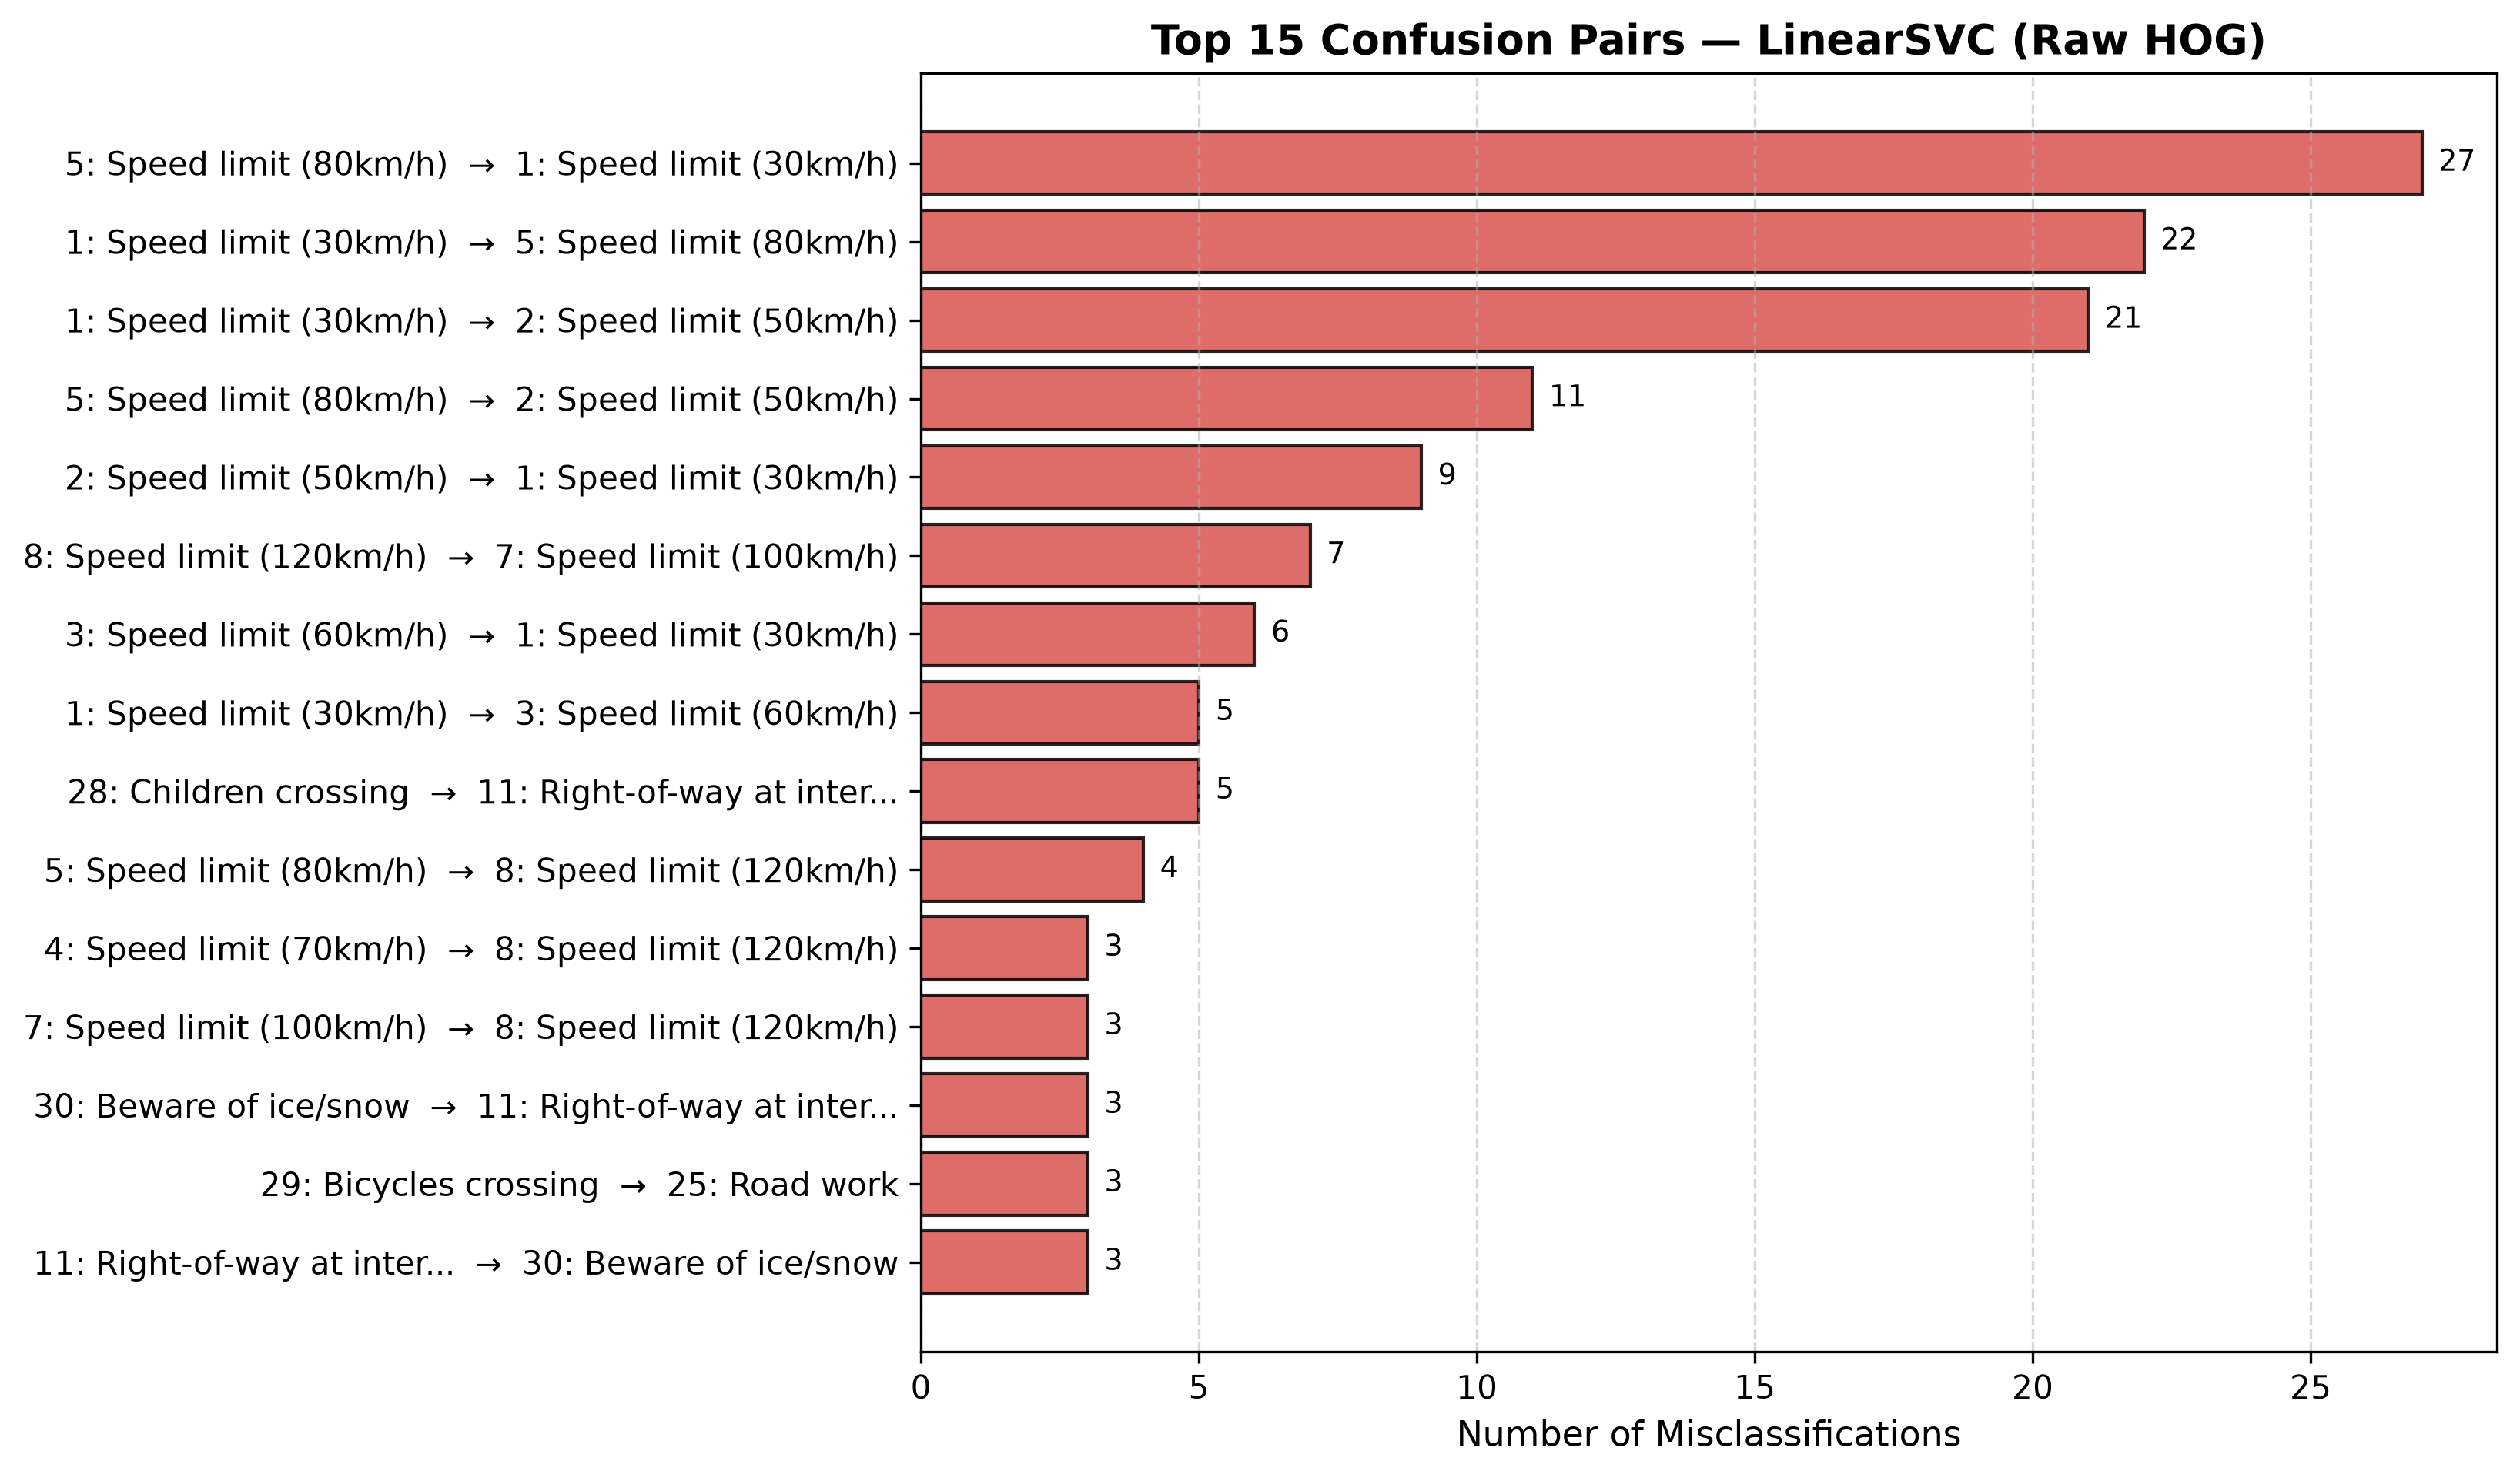 Top 15 Confusion Pairs — LinearSVC (Raw HOG)
5: Speed limit (80km/h) → 1: Speed limit (30km/h) 27
1: Speed limit (30km/h) → 5: Speed limit (80km/h) 22
1: Speed limit (30km/h) → 2: Speed limit (50km/h) 21
5: Speed limit (80km/h) → 2: Speed limit (50km/h) 11
2: Speed limit (50km/h) → 1: Speed limit (30km/h) 9
8: Speed limit (120km/h) → 7: Speed limit (100km/h) 7
3: Speed limit (60km/h) → 1: Speed limit (30km/h) 6
1: Speed limit (30km/h) → 3: Speed limit (60km/h) 5
28: Children crossing → 11: Right-of-way at inter... 5
5: Speed limit (80km/h) → 8: Speed limit (120km/h) 4
4: Speed limit (70km/h) → 8: Speed limit (120km/h) 3
7: Speed limit (100km/h) → 8: Speed limit (120km/h) 3
30: Beware of ice/snow → 11: Right-of-way at inter... 3
29: Bicycles crossing → 25: Road work 3
11: Right-of-way at inter... → 30: Beware of ice/snow 3
0 5 10 15 20 25
Number of Misclassifications